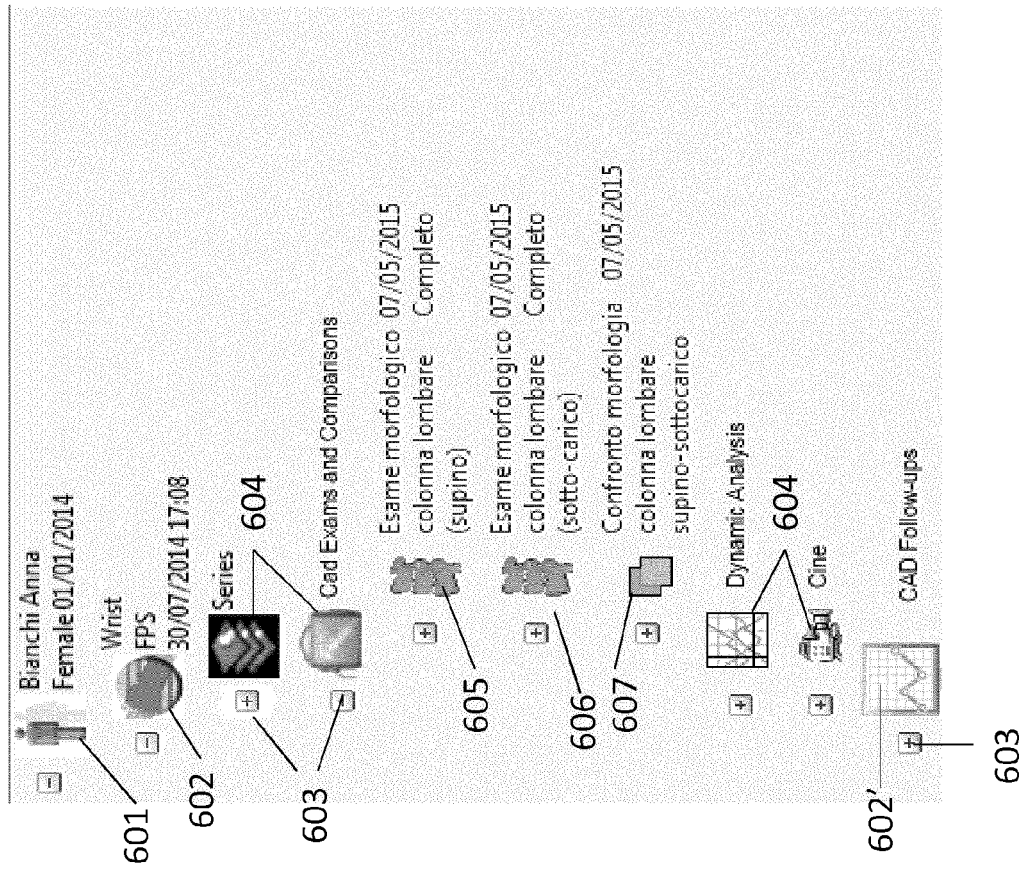 Bianchi Anna
Female 01/01/2014
601
Wrist
FPS
30/07/2014 17:08
602
Series
604
603
Cad Exams and Comparisons
Esame morfologico 07/05/2015
colonna lombare Completo
(supino)
605
Esame morfologico 07/05/2015
colonna lombare Completo
(sotto-carico)
606
Confronto morfologia 07/05/2015
colonna lombare
supino-sottocarico
607
Dynamic Analysis
604
Cine
CAD Follow-ups
602'
603